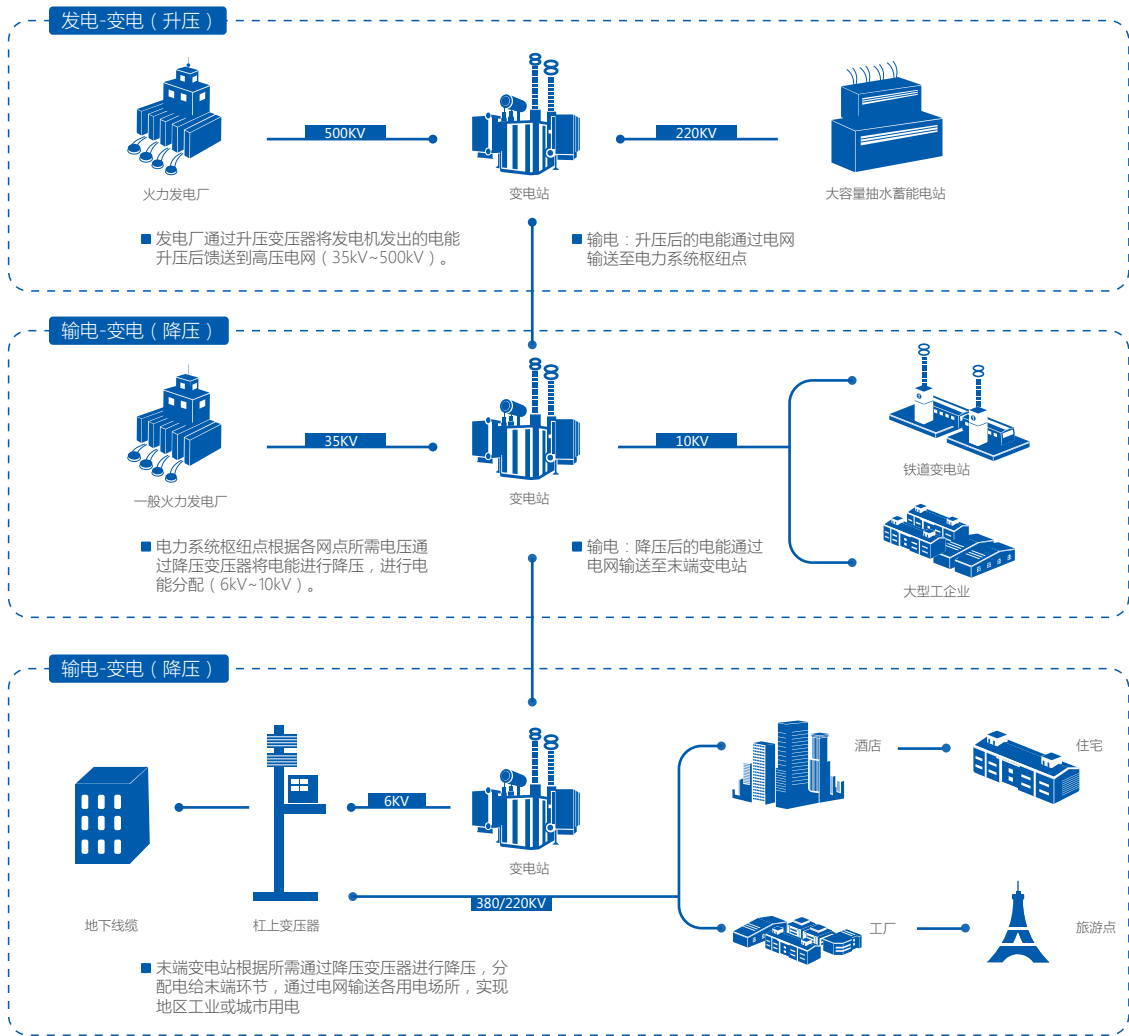 发电-变电（升压）
500KV
220KV
火力发电厂
变电站
大容量抽水蓄能电站
■ 发电厂通过升压变压器将发电机发出的电能
升压后馈送到高压电网（35kV~500kV）。
■ 输电：升压后的电能通过电网
输送至电力系统枢纽点
输电-变电（降压）
35KV
10KV
铁道变电站
一般火力发电厂
变电站
■ 电力系统枢纽点根据各网点所需电压通
过降压变压器将电能进行降压，进行电
能分配（6kV~10kV）。
■ 输电：降压后的电能通过
电网输送至末端变电站
大型工企业
输电-变电（降压）
酒店
住宅
6KV
变电站
380/220KV
地下线缆
杠上变压器
工厂
旅游点
■ 末端变电站根据所需通过降压变压器进行降压，分
配电给末端环节，通过电网输送各用电场所，实现
地区工业或城市用电